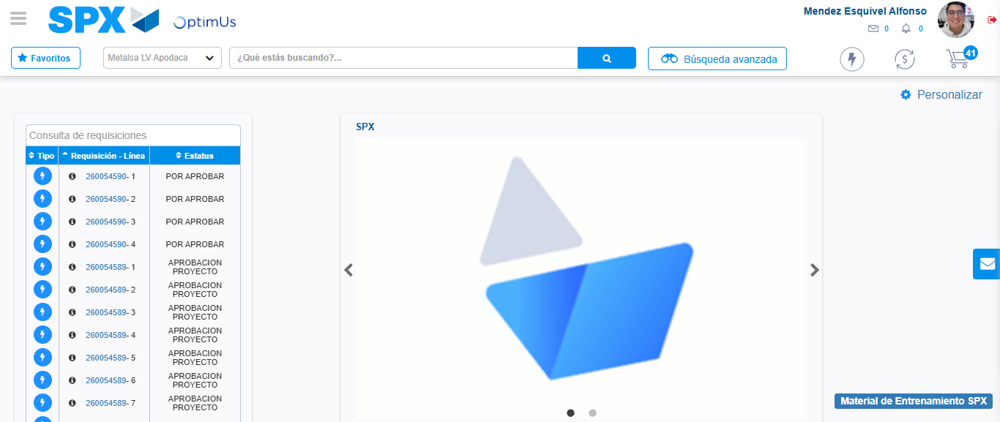 SPX
OptimUs
Mendez Esquivel Alfonso
0
0
Favoritos
Metalsa LV Apodaca
¿Qué estás buscando?...
Búsqueda avanzada
$
41
Personalizar
Consulta de requisiciones
Tipo Requisición - Línea Estatus
260054590- 1 POR APROBAR
260054590- 2 POR APROBAR
260054590- 3 POR APROBAR
260054590- 4 POR APROBAR
260054589- 1 APROBACION
PROYECTO
260054589- 2 APROBACION
PROYECTO
260054589- 3 APROBACION
PROYECTO
260054589- 4 APROBACION
PROYECTO
260054589- 5 APROBACION
PROYECTO
260054589- 6 APROBACION
PROYECTO
260054589- 7 APROBACION
PROYECTO
SPX
Material de Entrenamiento SPX